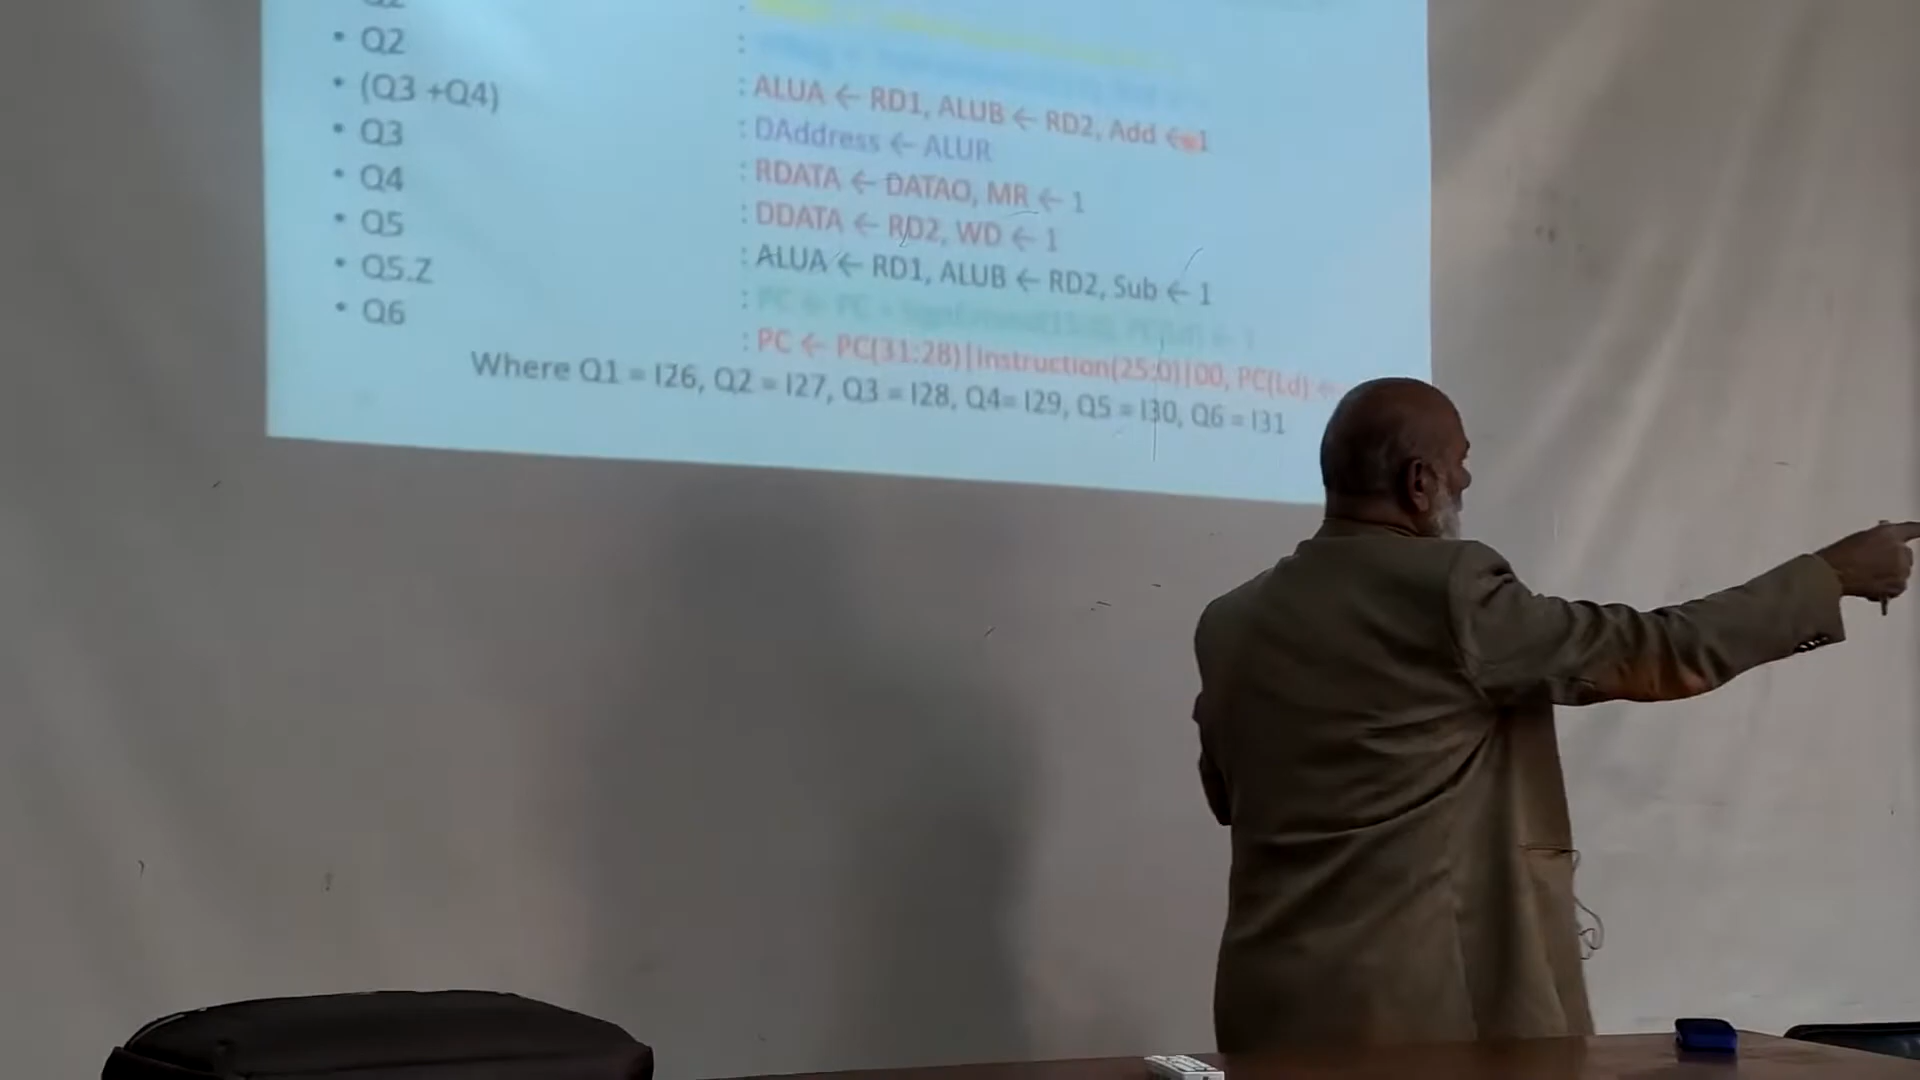 • Q2
• (Q3 +Q4) : ALUA ← RD1, ALUB ← RD2, Add ← 1
• Q3 : DAddress ← ALUR
• Q4 : RDATA ← DATAO, MR ← 1
• Q5 : DDATA ← RD2, WD ← 1
• Q5.Z : ALUA ← RD1, ALUB ← RD2, Sub ← 1
• Q6 : PC ← PC
: PC ← PC(31:28)|Instruction(25:0)|00, PC(Ld) ←
Where Q1 = I26, Q2 = I27, Q3 = I28, Q4= I29, Q5 = I30, Q6 = I31